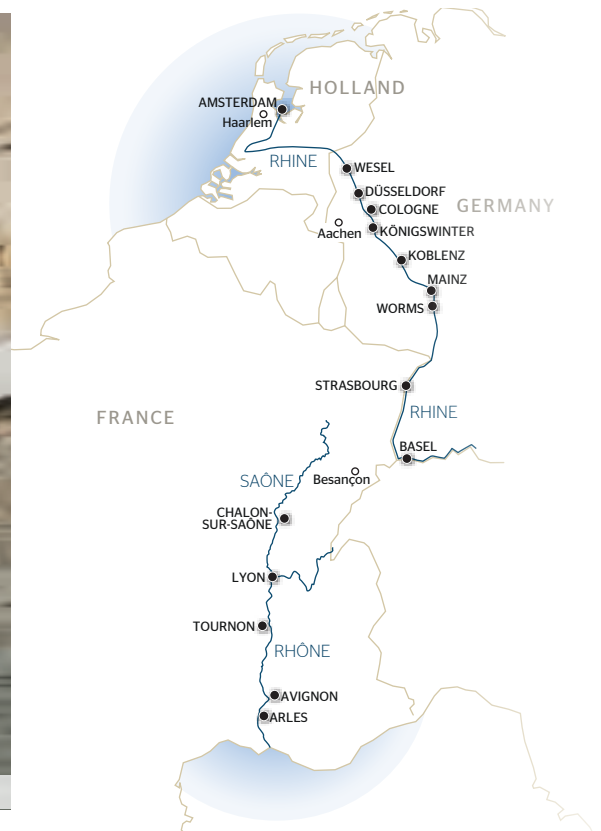 HOLLAND
AMSTERDAM
Haarlem
RHINE
WESEL
DÜSSELDORF
COLOGNE
GERMANY
KÖNIGSWINTER
Aachen
KOBLENZ
MAINZ
WORMS
STRASBOURG
FRANCE
RHINE
BASEL
SAÔNE
Besançon
CHALON-
SUR-SAÔNE
LYON
TOURNON
RHÔNE
AVIGNON
ARLES